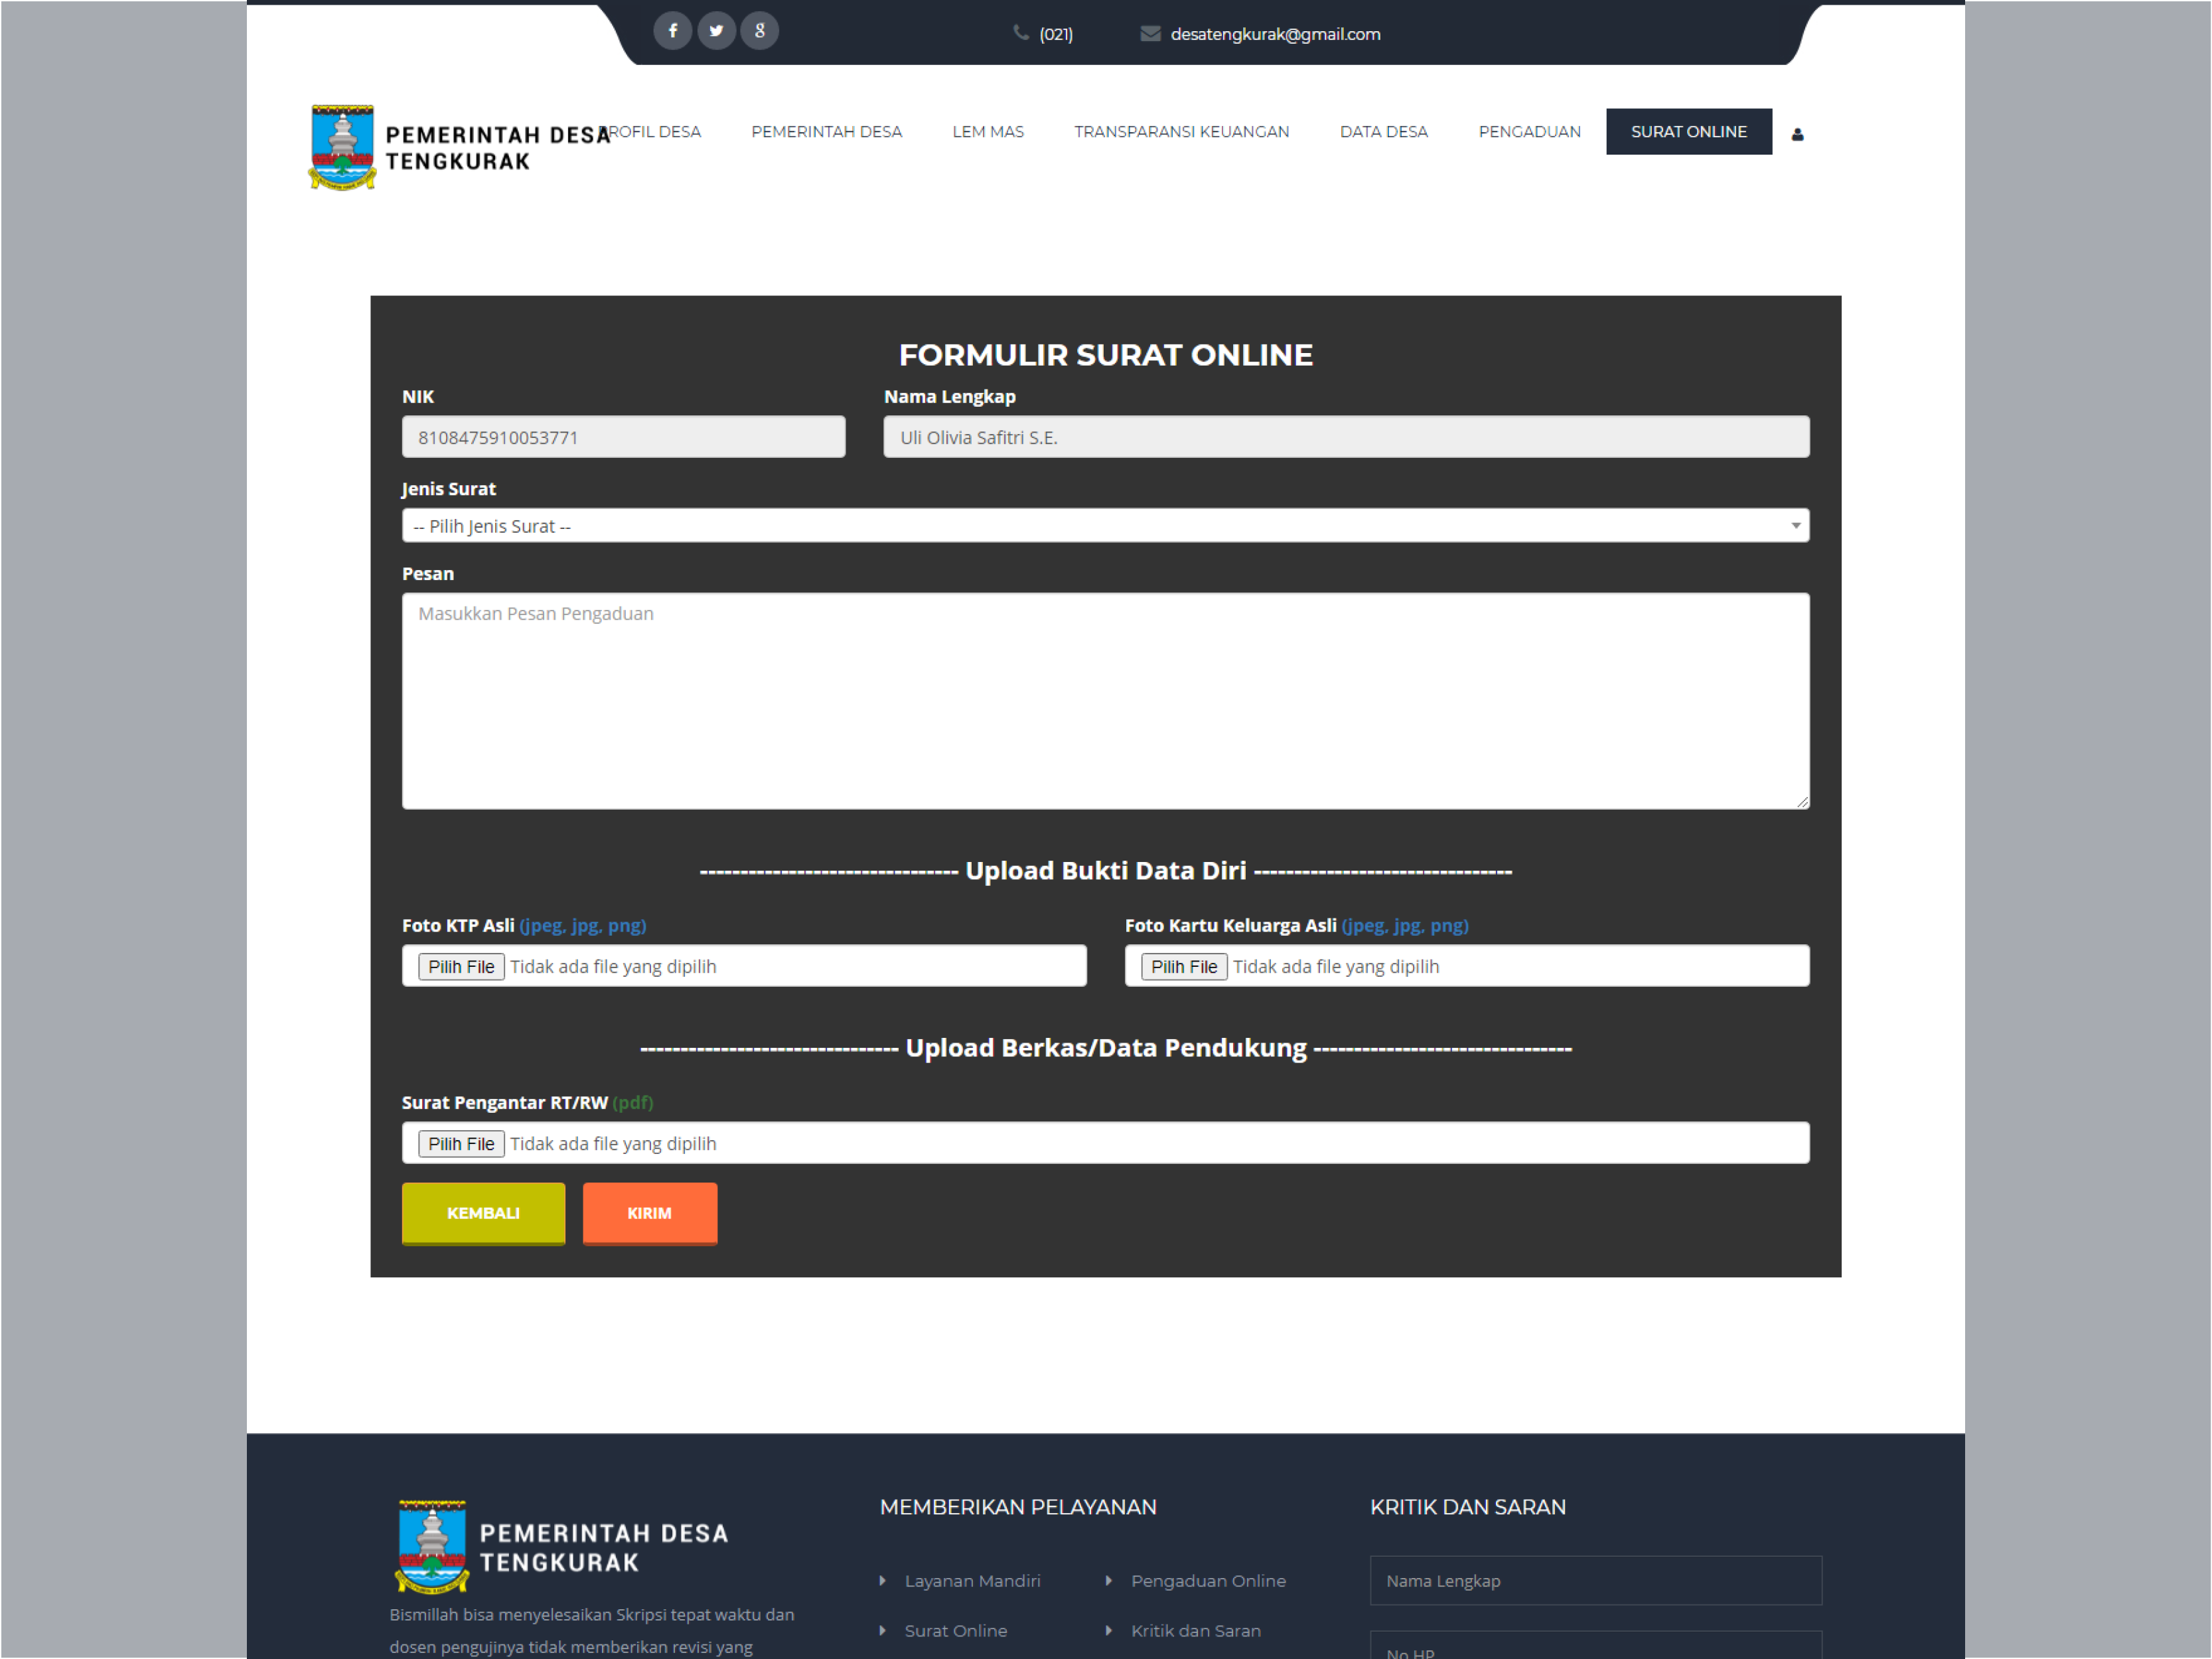 (021) desatengkurak@gmail.com
PEMERINTAH DESA
TENGKURAK
PROFIL DESA PEMERINTAH DESA LEM MAS TRANSPARANSI KEUANGAN DATA DESA PENGADUAN SURAT ONLINE
FORMULIR SURAT ONLINE
NIK Nama Lengkap
8108475910053771 Uli Olivia Safitri S.E.
Jenis Surat
-- Pilih Jenis Surat --
Pesan
Masukkan Pesan Pengaduan
-------------------------------- Upload Bukti Data Diri --------------------------------
Foto KTP Asli (jpeg, jpg, png) Foto Kartu Keluarga Asli (jpeg, jpg, png)
Pilih File Tidak ada file yang dipilih Pilih File Tidak ada file yang dipilih
-------------------------------- Upload Berkas/Data Pendukung --------------------------------
Surat Pengantar RT/RW (pdf)
Pilih File Tidak ada file yang dipilih
KEMBALI KIRIM
PEMERINTAH DESA
TENGKURAK
Bismillah bisa menyelesaikan Skripsi tepat waktu dan
dosen pengujinya tidak memberikan revisi yang
MEMBERIKAN PELAYANAN
Layanan Mandiri Pengaduan Online
Surat Online Kritik dan Saran
KRITIK DAN SARAN
Nama Lengkap
No HP